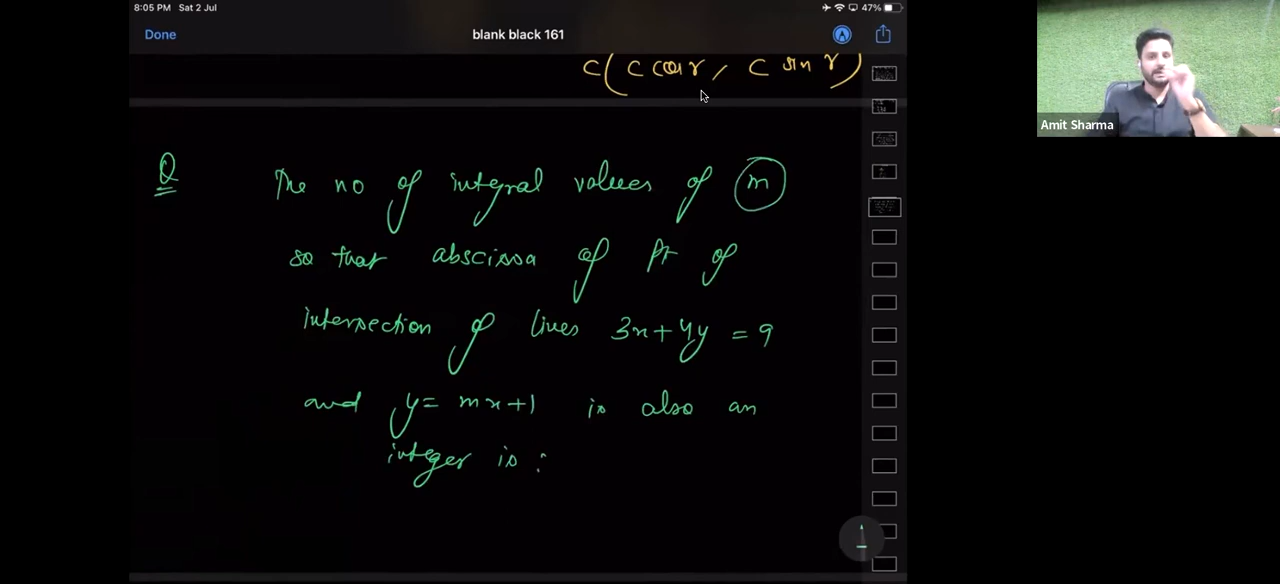 8:05 PM Sat 2 Jul
47%
Done
blank black 161
C(C cos γ, C sin γ)
Q
The no of integral values of m
so that abscissa of pt of
intersection of lines 3x+4y = 9
and y = mx+1 is also an
integer is :
Amit Sharma